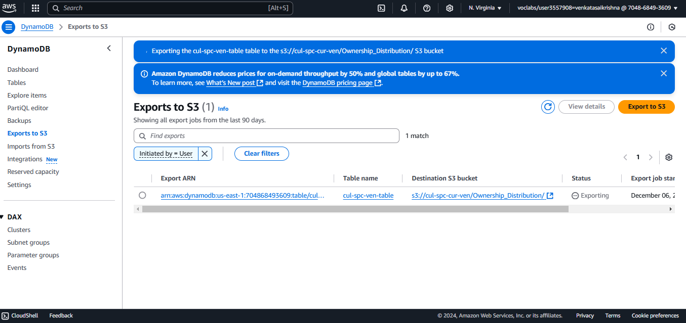 aws Search [Alt+S] N. Virginia voclabs/user3557908=venkatasaikrishna @ 7048-6849-3609
DynamoDB > Exports to S3
DynamoDB
Dashboard
Tables
Explore items
PartiQL editor
Backups
Exports to S3
Imports from S3
Integrations New
Reserved capacity
Settings
DAX
Clusters
Subnet groups
Parameter groups
Events
Exporting the cul-spc-ven-table table to the s3://cul-spc-cur-ven/Ownership_Distribution/ S3 bucket
Amazon DynamoDB reduces prices for on-demand throughput by 50% and global tables by up to 67%.
To learn more, see What's New post and visit the DynamoDB pricing page.
Exports to S3 (1) Info
View details
Export to S3
Showing all export jobs from the last 90 days.
Find exports
1 match
Initiated by = User
Clear filters
1
Export ARN Table name Destination S3 bucket Status Export job star
arn:aws:dynamodb:us-east-1:704868493609:table/cul... cul-spc-ven-table s3://cul-spc-cur-ven/Ownership_Distribution/ Exporting December 06, 2
CloudShell Feedback © 2024, Amazon Web Services, Inc. or its affiliates. Privacy Terms Cookie preferences